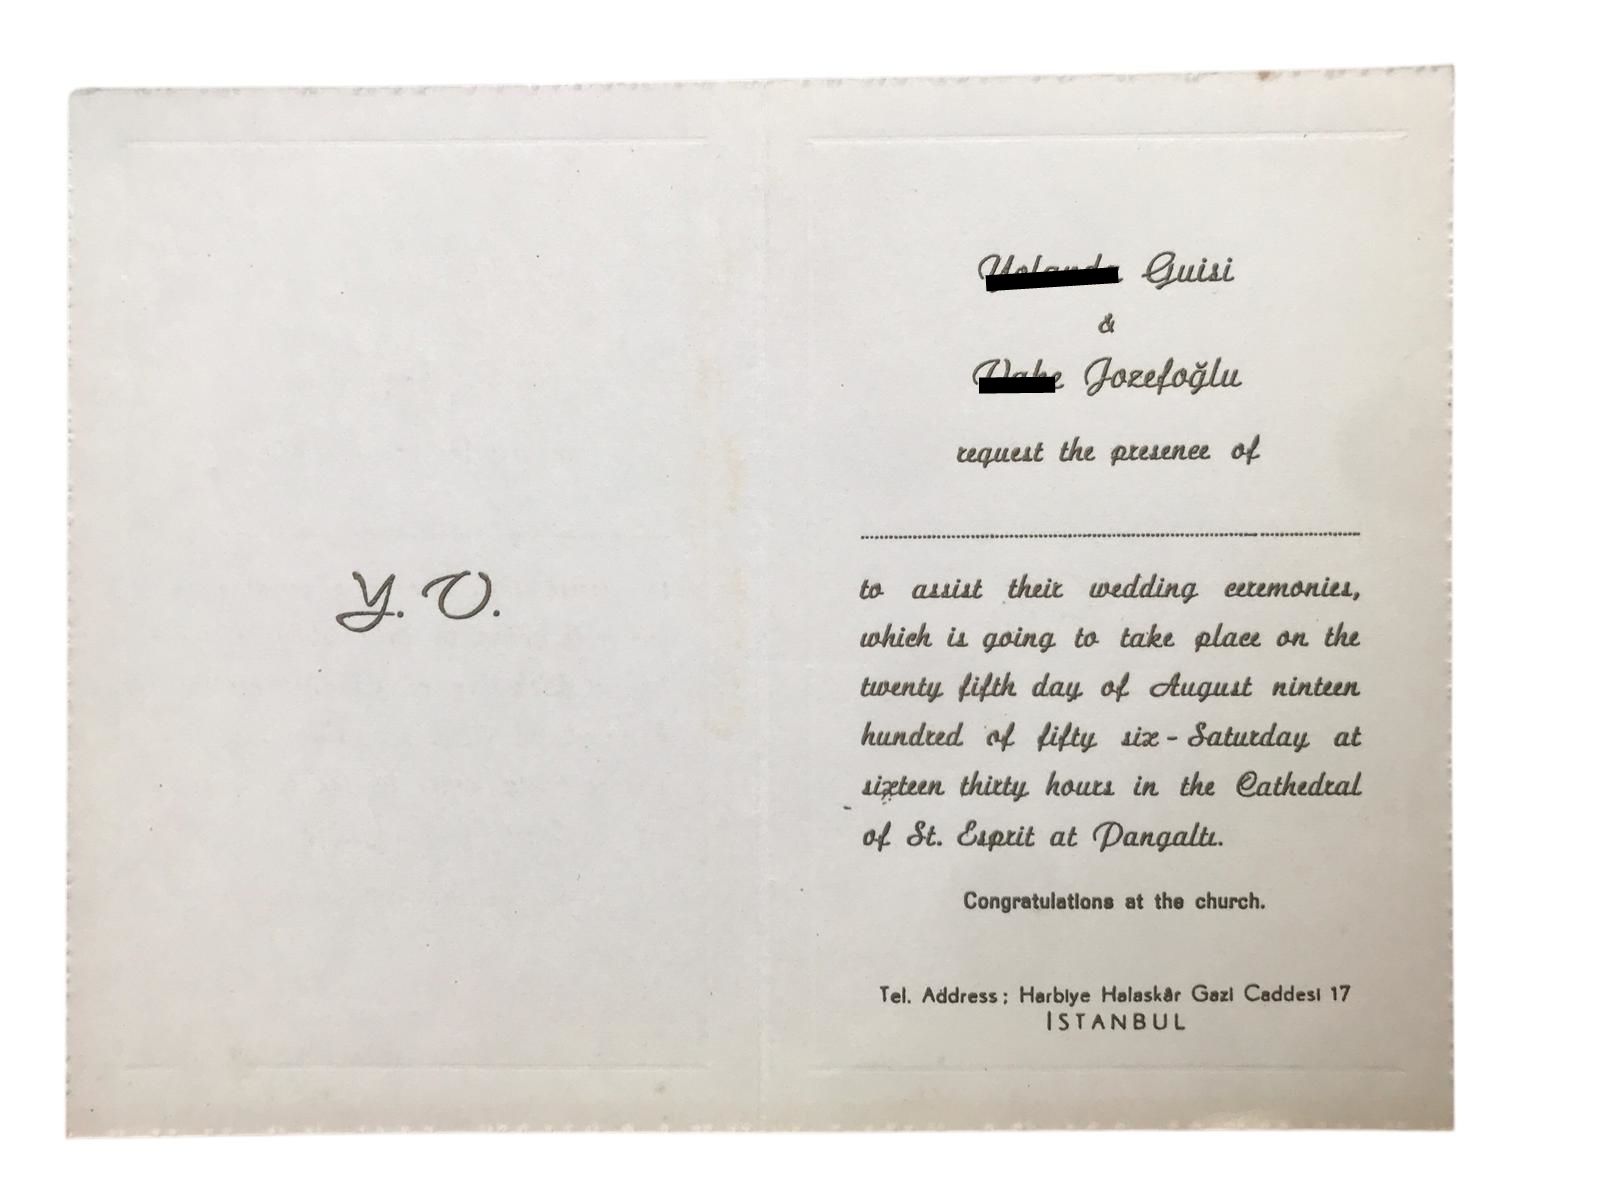 Y. V.
Guisi
&
Jozefoğlu
request the presence of
to assist their wedding ceremonies,
which is going to take place on the
twenty fifth day of August ninteen
hundred of fifty six - Saturday at
sixteen thirty hours in the Cathedral
of St. Esprit at Pangaltı.
Congratulations at the church.
Tel. Address : Harbiye Halaskâr Gazi Caddesi 17
İSTANBUL